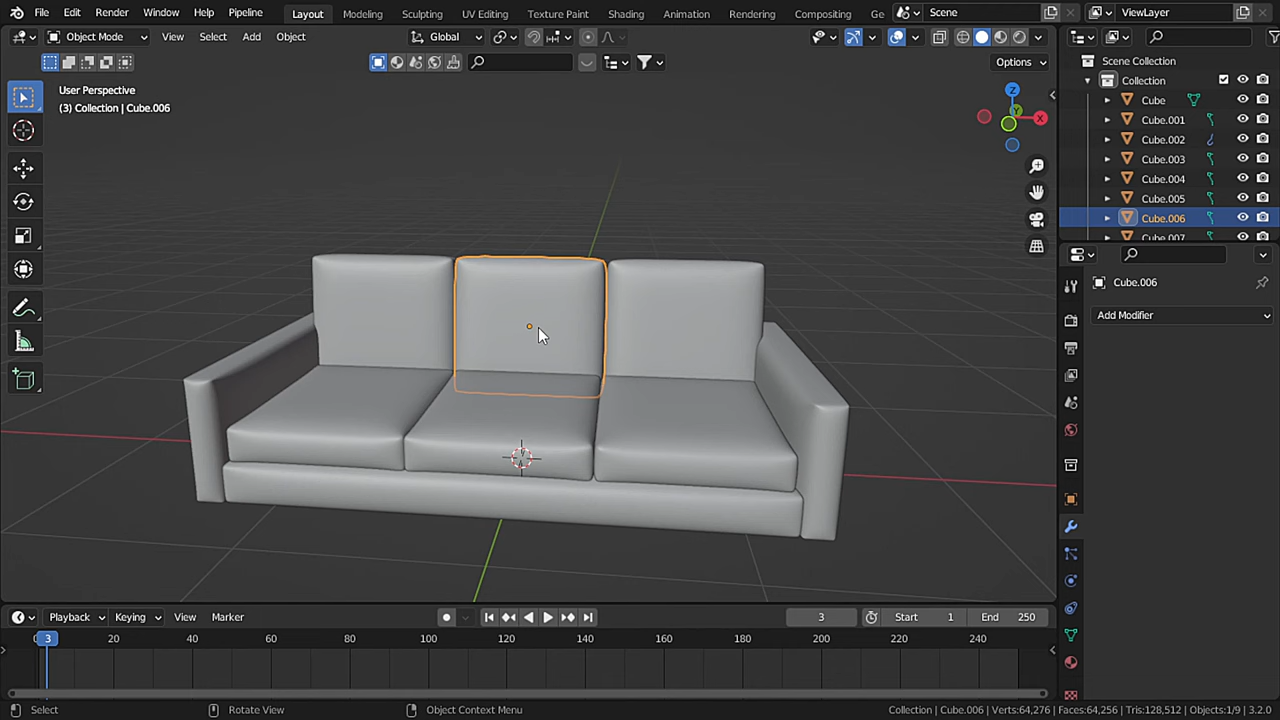 File Edit Render Window Help Pipeline Layout Modeling Sculpting UV Editing Texture Paint Shading Animation Rendering Compositing Ge Scene ViewLayer
Object Mode View Select Add Object Global
Options
User Perspective
(3) Collection | Cube.006
Z
X
Y
Scene Collection
Collection
Cube
Cube.001
Cube.002
Cube.003
Cube.004
Cube.005
Cube.006
Cube.007
Cube.006
Add Modifier
Playback Keying View Marker 3 Start 1 End 250
3 20 40 60 80 100 120 140 160 180 200 220 240
Select Rotate View Object Context Menu Collection | Cube.006 | Verts:64,276 | Faces:64,256 | Tris:128,512 | Objects:1/9 | 3.2.0